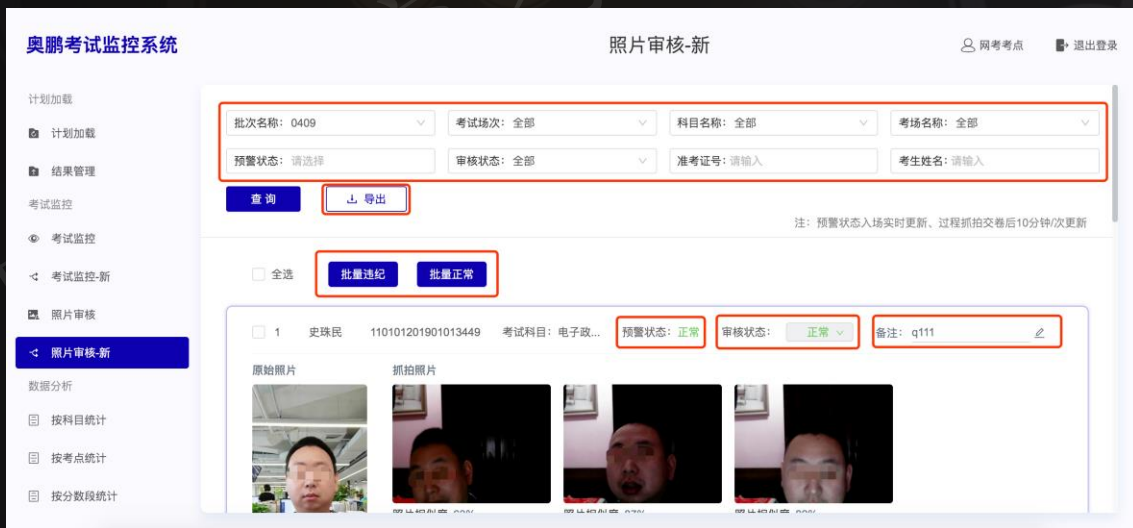 奥鹏考试监控系统
照片审核-新
网考考点
退出登录
计划加载
计划加载
结果管理
考试监控
考试监控
考试监控-新
照片审核
照片审核-新
数据分析
按科目统计
按考点统计
按分数段统计
批次名称：0409
考试场次：全部
科目名称：全部
考场名称：全部
预警状态：请选择
审核状态：全部
准考证号：请输入
考生姓名：请输入
查 询
导出
注：预警状态入场实时更新、过程抓拍交卷后10分钟/次更新
全选
批量违纪
批量正常
1 史珠民 110101201901013449 考试科目：电子政... 预警状态：正常 审核状态：正常 备注：q111
原始照片
抓拍照片